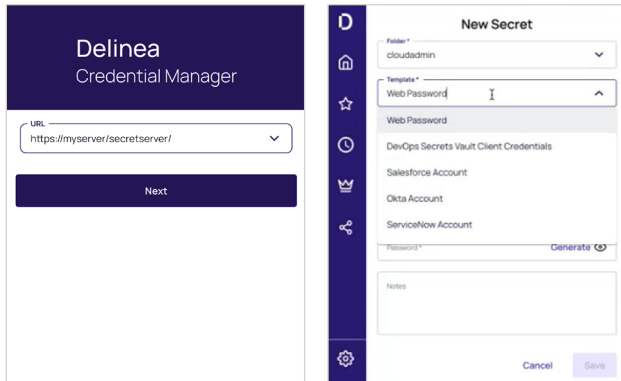 Delinea
Credential Manager
URL
https://myserver/secretserver/
Next
New Secret
Folder*
cloudadmin
Template*
Web Password
Web Password
DevOps Secrets Vault Client Credentials
Salesforce Account
Okta Account
ServiceNow Account
Password* Generate
Notes
Cancel Save